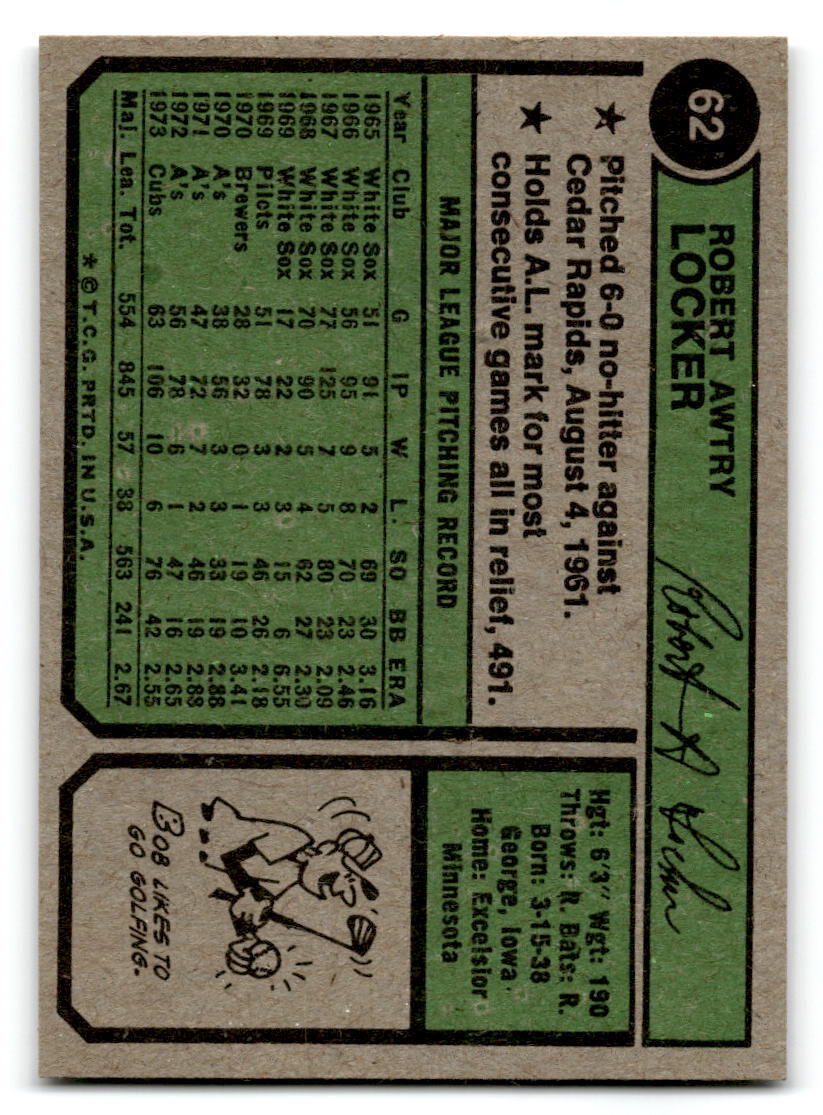 62
ROBERT AWTRY
LOCKER
Robert A Locker
★ Pitched 6-0 no-hitter against
Cedar Rapids, August 4, 1961.
★ Holds A.L. mark for most
consecutive games all in relief, 491.
MAJOR LEAGUE PITCHING RECORD
Year Club G IP W L SO BB ERA
1965 White Sox 51 91 5 2 69 30 3.16
1966 White Sox 56 95 9 8 70 23 2.46
1967 White Sox 77 125 7 5 80 23 2.09
1968 White Sox 70 90 5 4 62 27 2.30
1969 White Sox 17 22 2 3 15 6 6.55
1969 Pilots 51 78 3 3 46 26 2.18
1970 Brewers 28 32 0 1 19 10 3.41
1970 A's 38 56 3 3 33 19 2.88
1971 A's 47 72 7 2 46 19 2.88
1972 A's 56 78 6 1 47 16 2.65
1973 Cubs 63 106 10 6 76 42 2.55
Maj. Lea. Tot. 554 845 57 38 563 241 2.67
* © T.C.G. PRTD. IN U.S.A.
Hgt: 6'3" Wgt: 190
Throws: R. Bats: R.
Born: 3-15-38
George, Iowa
Home: Excelsior
Minnesota
BOB LIKES TO
GO GOLFING.